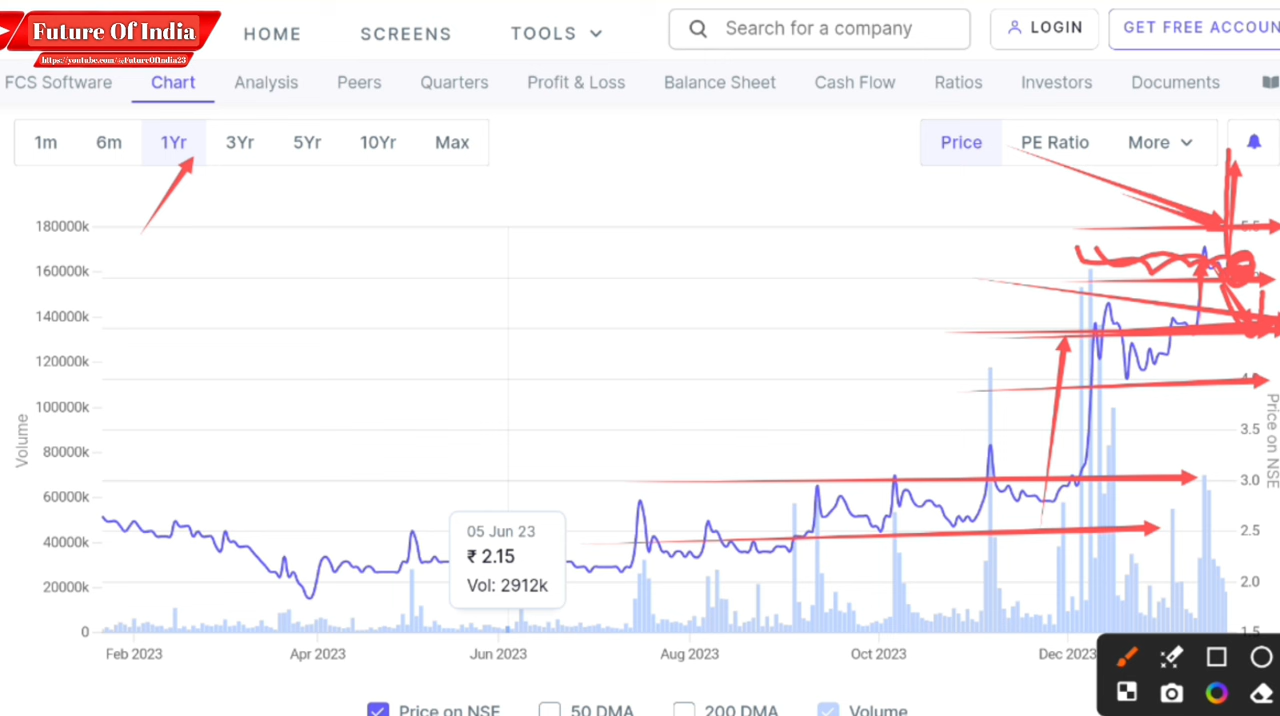 Future Of India
https://youtube.com/@FutureOfIndia23
HOME SCREENS TOOLS
Search for a company
LOGIN
GET FREE ACCOUN
FCS Software Chart Analysis Peers Quarters Profit & Loss Balance Sheet Cash Flow Ratios Investors Documents
1m 6m 1Yr 3Yr 5Yr 10Yr Max
Price PE Ratio More
180000k
160000k
140000k
120000k
100000k
80000k
60000k
40000k
20000k
0
Volume
5.5
3.5
3.0
2.5
2.0
1.5
Price on NSE
05 Jun 23
₹ 2.15
Vol: 2912k
Feb 2023 Apr 2023 Jun 2023 Aug 2023 Oct 2023 Dec 2023
Price on NSE 50 DMA 200 DMA Volume